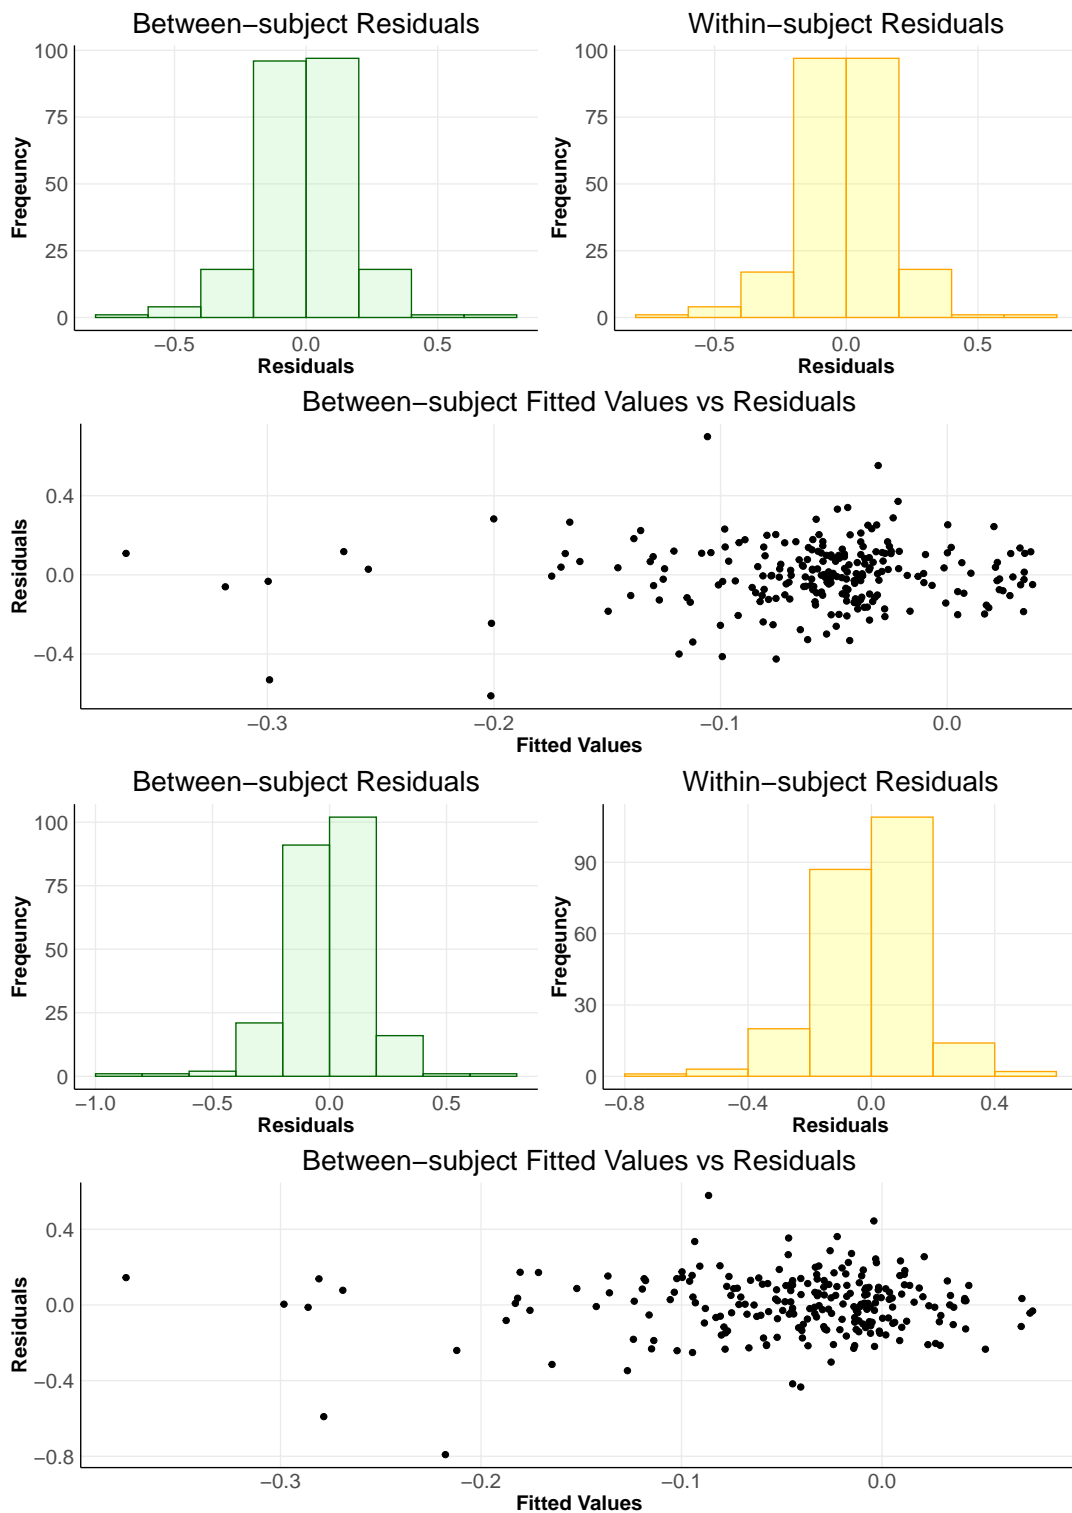 Between−subject Residuals
Within−subject Residuals
100
75
50
25
0
Freqeuncy
−0.5
0.0
0.5
Residuals
100
75
50
25
0
Freqeuncy
−0.5
0.0
0.5
Residuals
Between−subject Fitted Values vs Residuals
0.4
0.0
−0.4
Residuals
−0.3
−0.2
−0.1
0.0
Fitted Values
Between−subject Residuals
Within−subject Residuals
100
75
50
25
0
Freqeuncy
−1.0
−0.5
0.0
0.5
Residuals
90
60
30
0
Freqeuncy
−0.8
−0.4
0.0
0.4
Residuals
Between−subject Fitted Values vs Residuals
0.4
0.0
−0.4
−0.8
Residuals
−0.3
−0.2
−0.1
0.0
Fitted Values